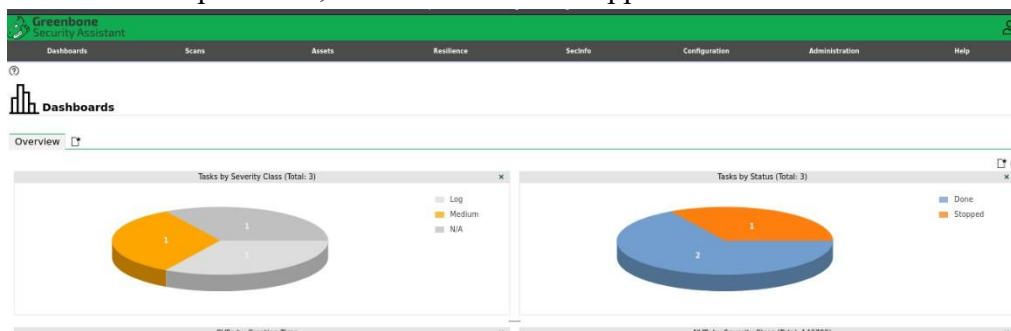 Greenbone
Security Assistant
Dashboards Scans Assets Resilience SecInfo Configuration Administration Help
Dashboards
Overview
Tasks by Severity Class (Total: 3)
Tasks by Status (Total: 3)
Log
Medium
N/A
1
1
1
Done
Stopped
1
2